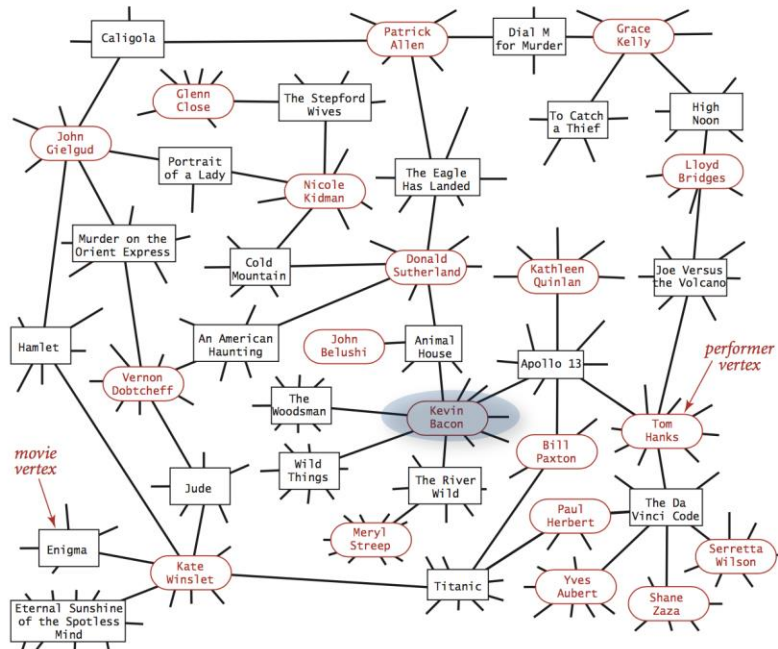 Caligola
Patrick
Allen
Dial M
for Murder
Grace
Kelly
Glenn
Close
The Stepford
Wives
To Catch
a Thief
High
Noon
John
Gielgud
Portrait
of a Lady
Nicole
Kidman
The Eagle
Has Landed
Lloyd
Bridges
Murder on the
Orient Express
Cold
Mountain
Donald
Sutherland
Kathleen
Quinlan
Joe Versus
the Volcano
Hamlet
An American
Haunting
John
Belushi
Animal
House
Apollo 13
performer
vertex
Vernon
Dobtcheff
The
Woodsman
Kevin
Bacon
Tom
Hanks
movie
vertex
Jude
Wild
Things
The River
Wild
Bill
Paxton
Enigma
Meryl
Streep
Paul
Herbert
The Da
Vinci Code
Serretta
Wilson
Kate
Winslet
Titanic
Yves
Aubert
Shane
Zaza
Eternal Sunshine
of the Spotless
Mind